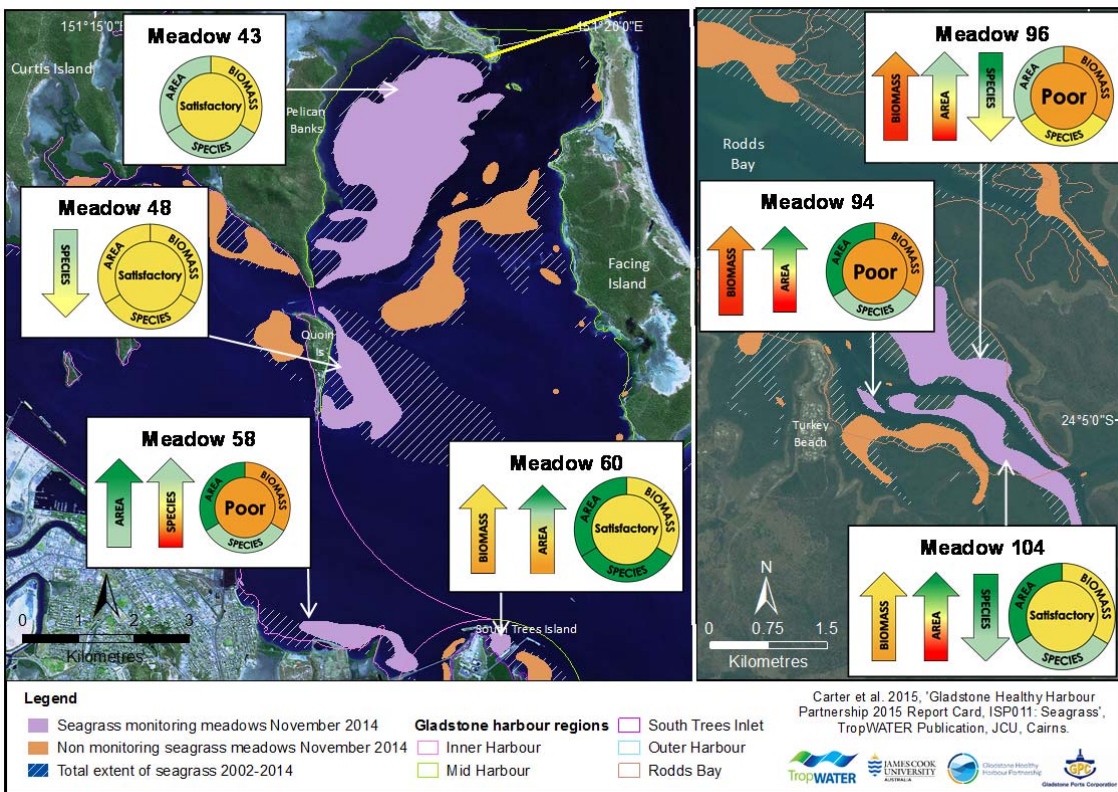 151°15'0"E
151°20'0"E
Curtis Island
Meadow 43
AREA
BIOMASS
Satisfactory
SPECIES
Pelican
Banks
Meadow 48
SPECIES
AREA
BIOMASS
Satisfactory
SPECIES
Quoin
Is
Facing
Island
Meadow 58
AREA
SPECIES
AREA
BIOMASS
Poor
SPECIES
Meadow 60
BIOMASS
AREA
AREA
BIOMASS
Satisfactory
SPECIES
South Trees Island
0 1 2 3
Kilometres
Meadow 96
BIOMASS
AREA
SPECIES
AREA
BIOMASS
Poor
SPECIES
Rodds
Bay
Meadow 94
BIOMASS
AREA
AREA
BIOMASS
Poor
SPECIES
24°5'0"S
Turkey
Beach
Meadow 104
BIOMASS
AREA
SPECIES
AREA
BIOMASS
Satisfactory
SPECIES
N
0 0.75 1.5
Kilometres
Legend
Seagrass monitoring meadows November 2014
Non monitoring seagrass meadows November 2014
Total extent of seagrass 2002-2014
Gladstone harbour regions
Inner Harbour
Mid Harbour
South Trees Inlet
Outer Harbour
Rodds Bay
Carter et al. 2015, 'Gladstone Healthy Harbour
Partnership 2015 Report Card, ISP011: Seagrass',
TropWATER Publication, JCU, Cairns.
TropWATER
JAMES COOK
UNIVERSITY
AUSTRALIA
Gladstone Healthy
Harbour Partnership
GPC
Gladstone Ports Corporation